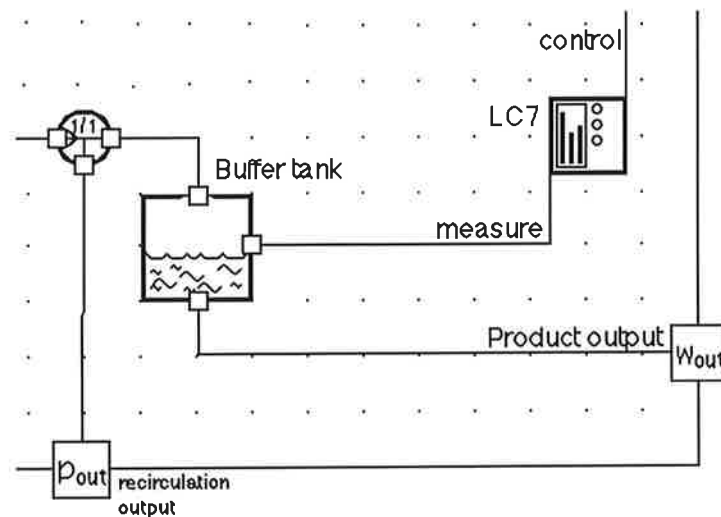 control
1/1
LC7
Buffer tank
measure
Product output
Wout
Pout
recirculation
output